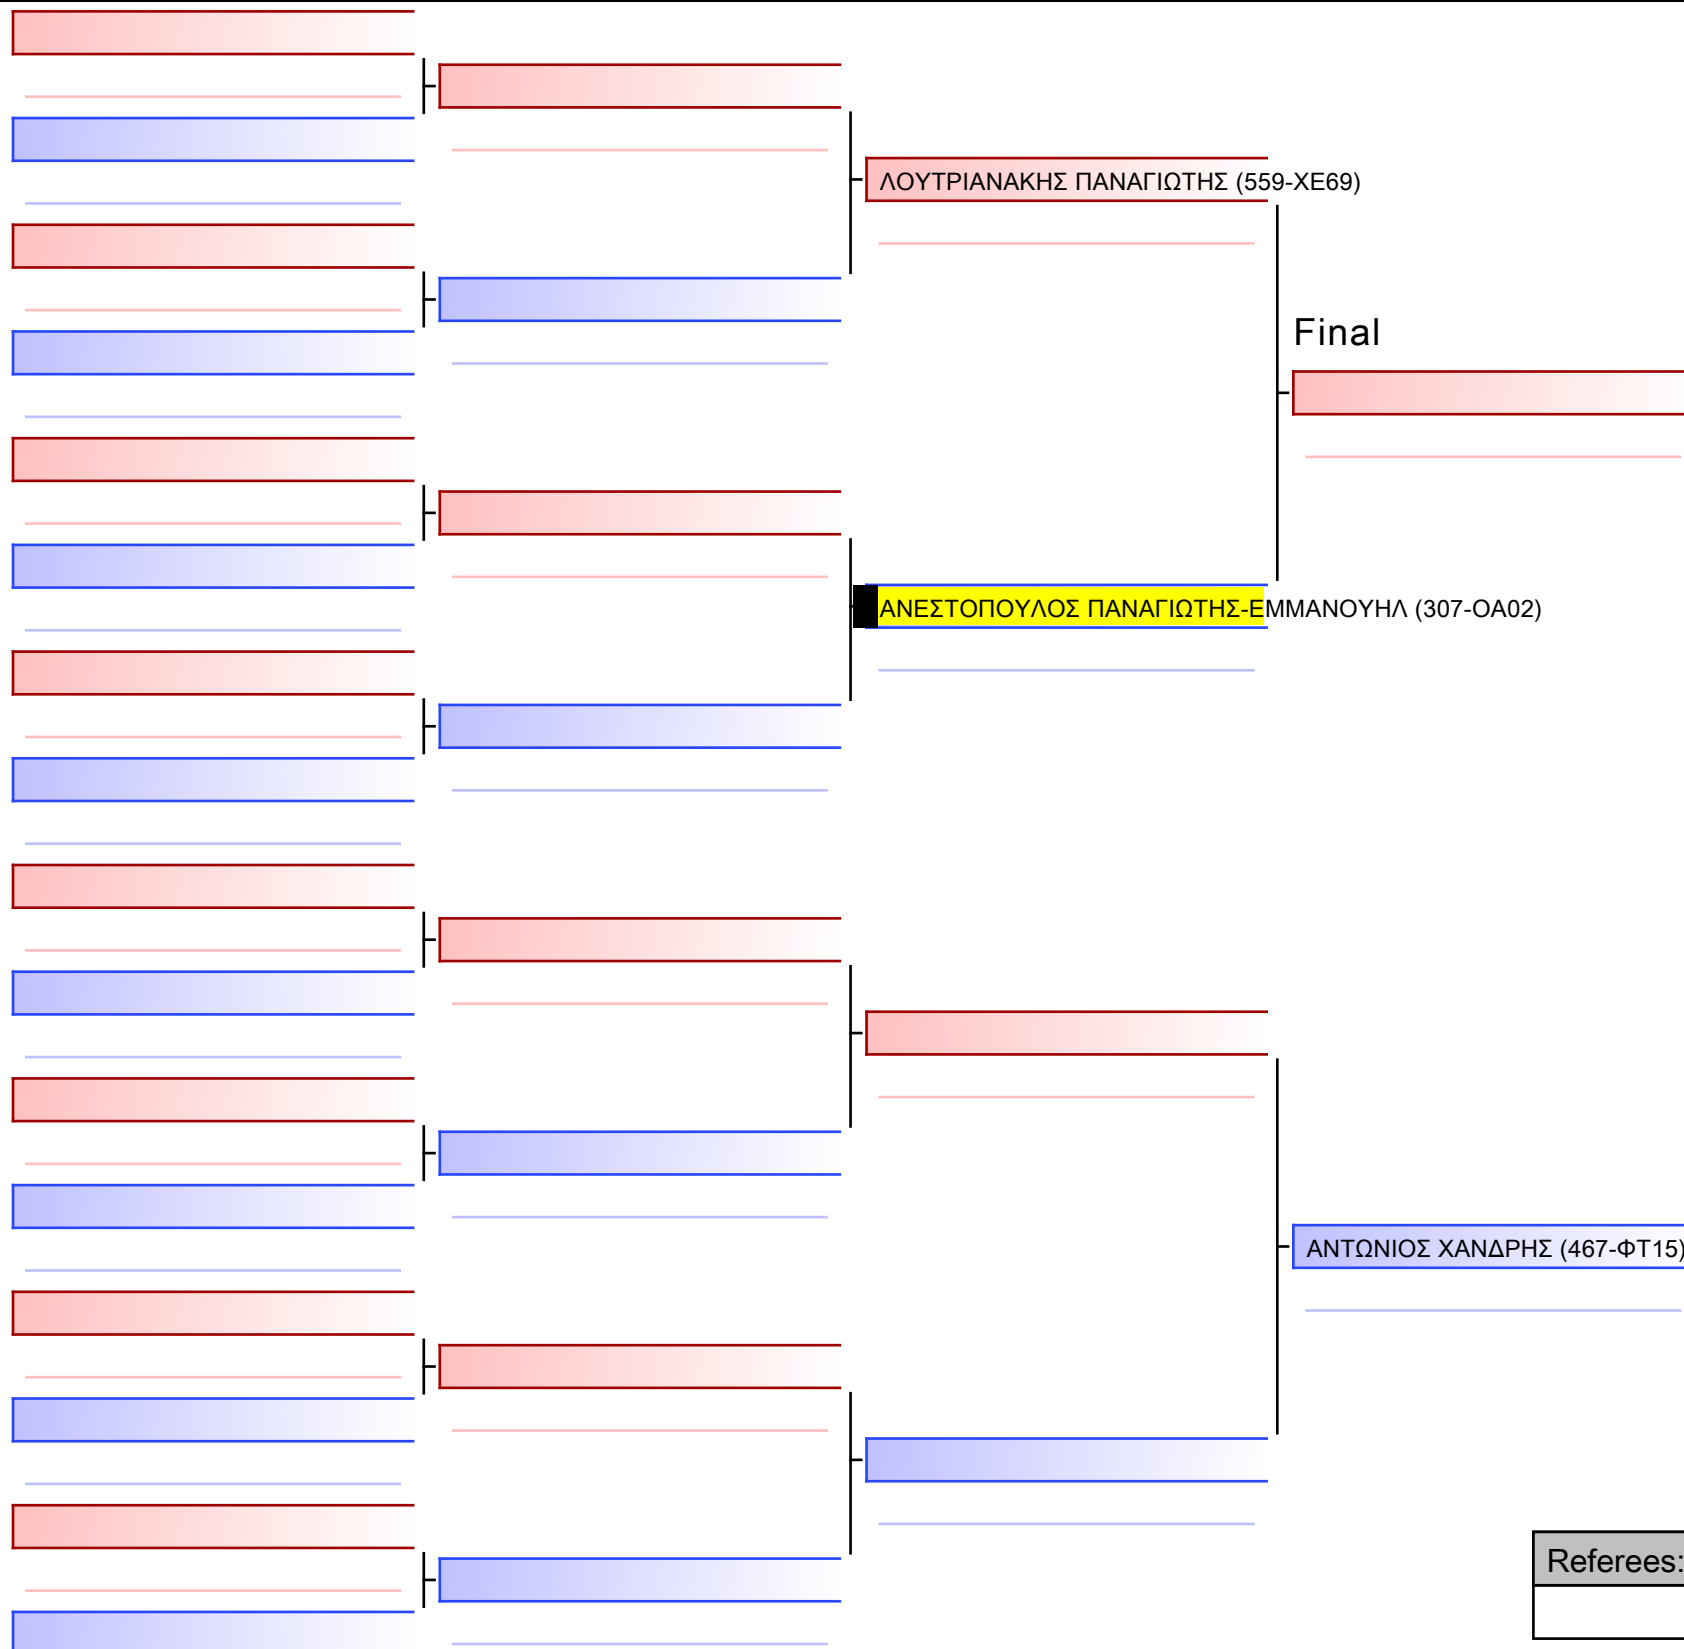 ΛΟΥΤΡΙΑΝΑΚΗΣ ΠΑΝΑΓΙΩΤΗΣ (559-ΧΕ69)
Final
ΑΝΕΣΤΟΠΟΥΛΟΣ ΠΑΝΑΓΙΩΤΗΣ-ΕΜΜΑΝΟΥΗΛ (307-ΟΑ02)
ΑΝΤΩΝΙΟΣ ΧΑΝΔΡΗΣ (467-ΦΤ15)
Referees: